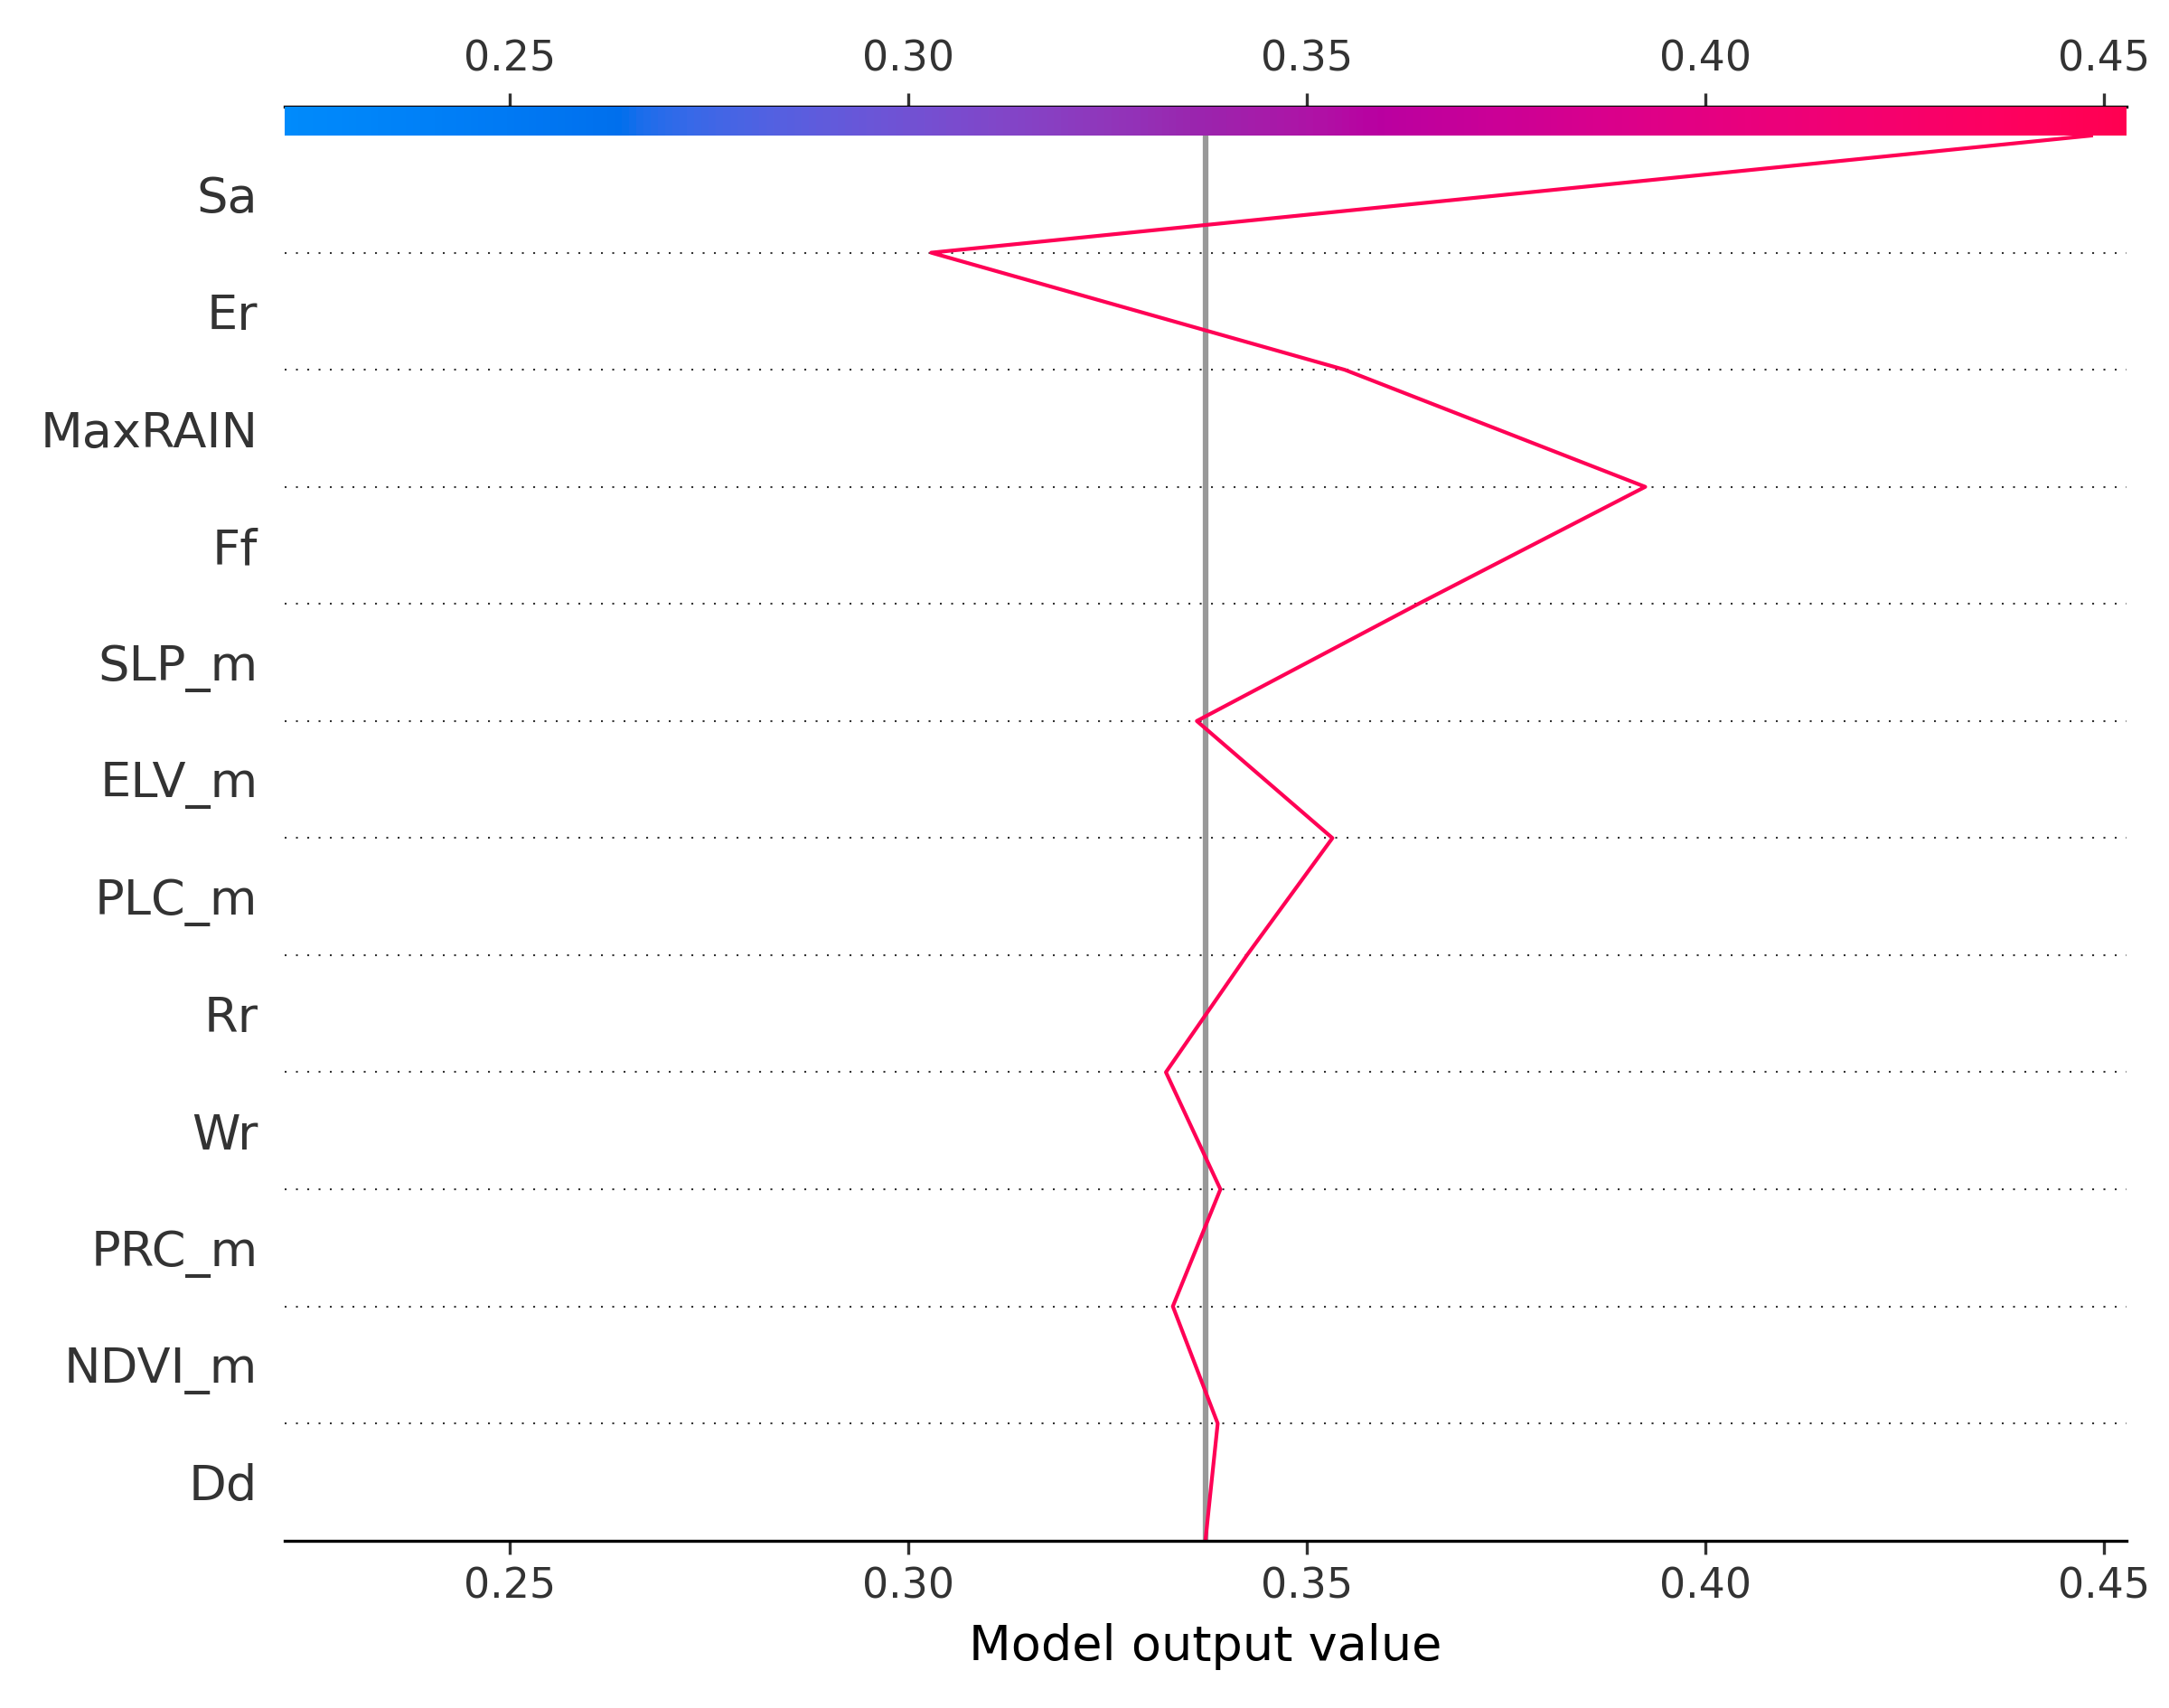 0.25 0.30 0.35 0.40 0.45
Sa
Er
MaxRAIN
Ff
SLP_m
ELV_m
PLC_m
Rr
Wr
PRC_m
NDVI_m
Dd
0.25 0.30 0.35 0.40 0.45
Model output value